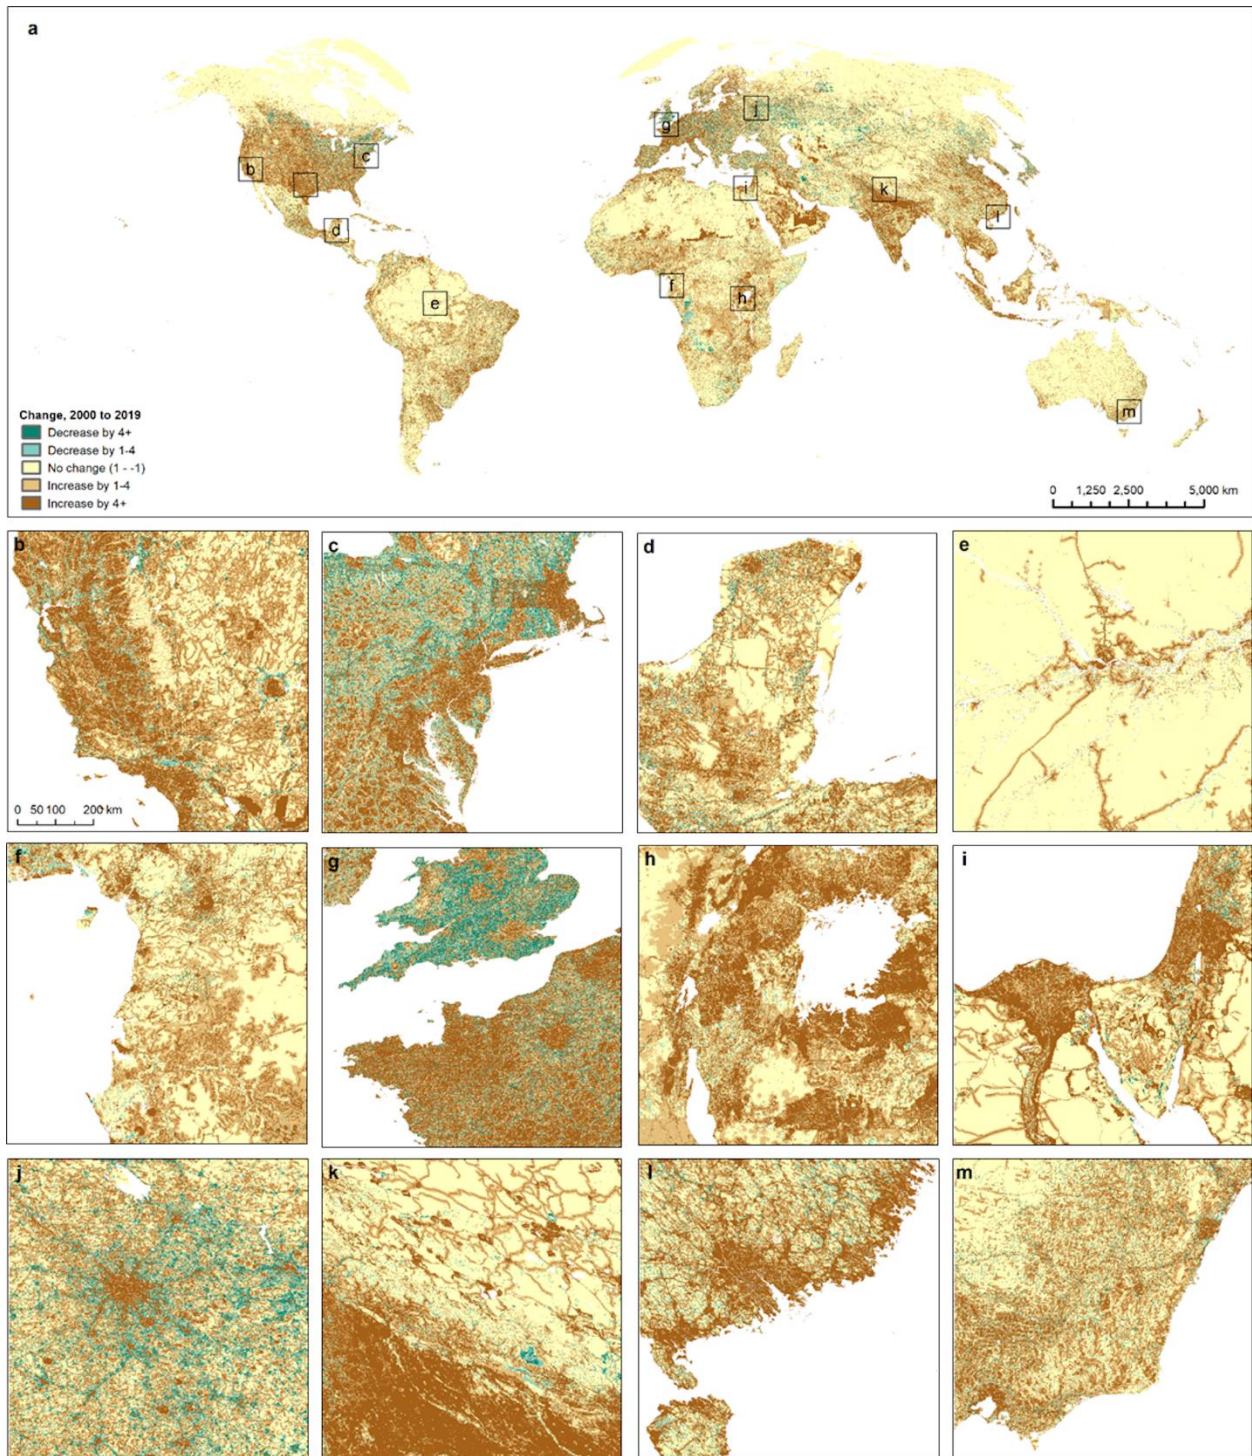 a
b
c
d
e
f
g
h
i
j
k
l
m
Change, 2000 to 2019
Decrease by 4+
Decrease by 1-4
No change (1 - -1)
Increase by 1-4
Increase by 4+
0 1,250 2,500 5,000 km
b
c
d
e
0 50 100 200 km
f
g
h
i
j
k
l
m